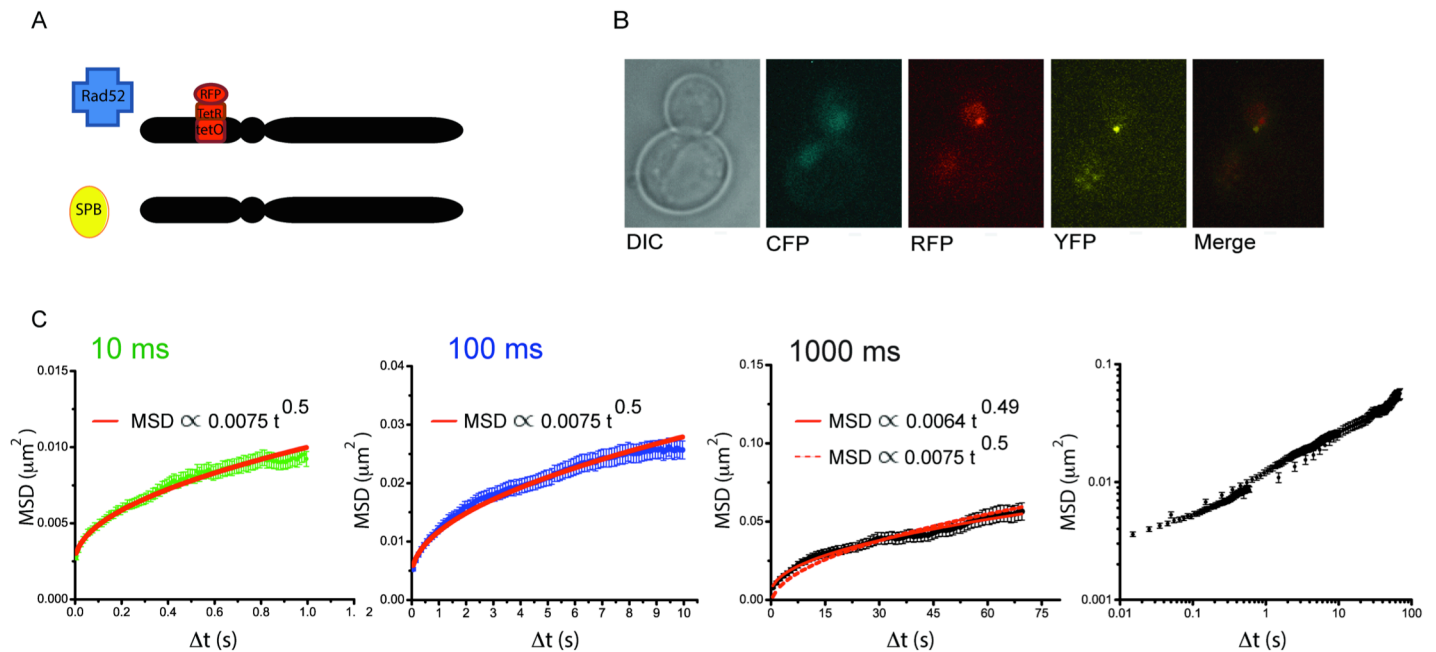 A
Rad52
RFP
TetR
tetO
SPB
B
DIC
CFP
RFP
YFP
Merge
C
10 ms
MSD (μm²)
0.015
0.010
0.005
0.000
MSD ∝ 0.0075 t^0.5
0.0 0.2 0.4 0.6 0.8 1.0 1. 2
Δt (s)
100 ms
MSD (μm²)
0.04
0.03
0.02
0.01
0.00
MSD ∝ 0.0075 t^0.5
0 1 2 3 4 5 6 7 8 9 10
Δt (s)
1000 ms
MSD (μm²)
0.15
0.10
0.05
0.00
MSD ∝ 0.0064 t^0.49
MSD ∝ 0.0075 t^0.5
0 15 30 45 60 75
Δt (s)
MSD (μm²)
0.1
0.01
0.001
0.01 0.1 1 10 100
Δt (s)